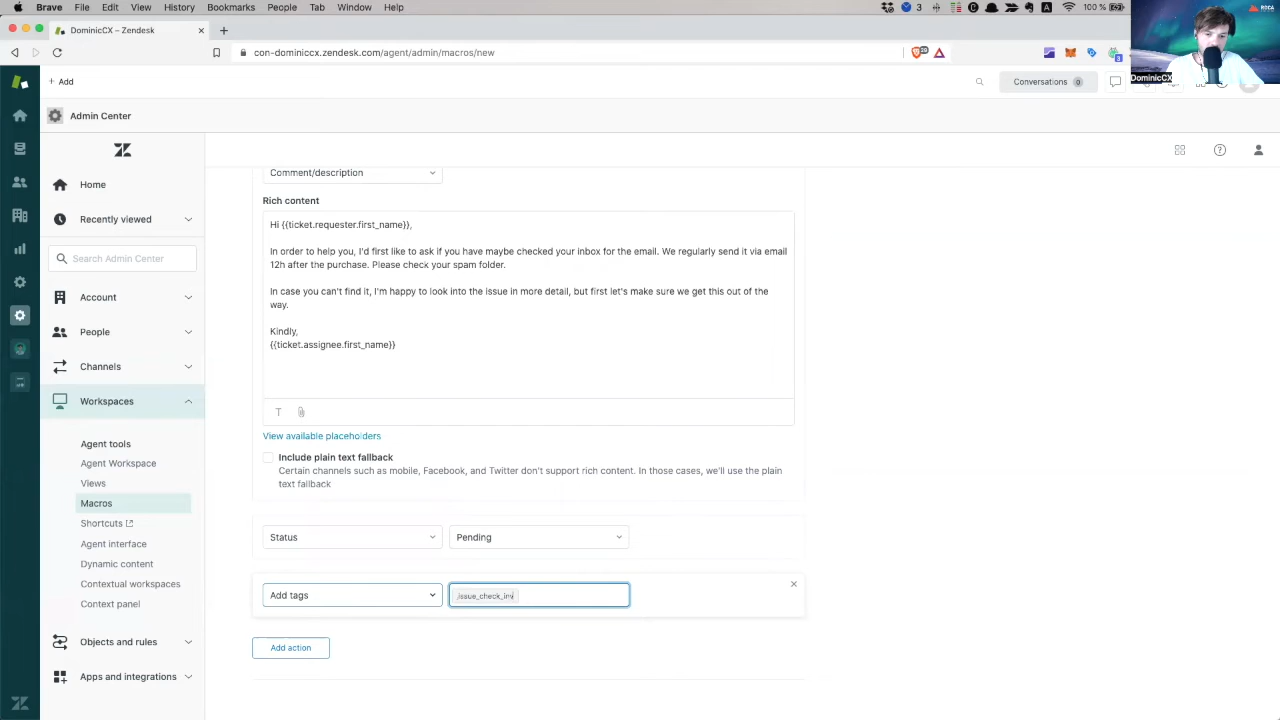 Brave File Edit View History Bookmarks People Tab Window Help
3
A
100 %
ROCA
DominicCX – Zendesk
con-dominiccx.zendesk.com/agent/admin/macros/new
DominicCX
+ Add
Conversations 0
Admin Center
Home
Recently viewed
Search Admin Center
Account
People
Channels
Workspaces
Agent tools
Agent Workspace
Views
Macros
Shortcuts
Agent interface
Dynamic content
Contextual workspaces
Context panel
Objects and rules
Apps and integrations
Comment/description
Rich content
Hi {{ticket.requester.first_name}},
In order to help you, I'd first like to ask if you have maybe checked your inbox for the email. We regularly send it via email
12h after the purchase. Please check your spam folder.
In case you can't find it, I'm happy to look into the issue in more detail, but first let's make sure we get this out of the
way.
Kindly,
{{ticket.assignee.first_name}}
View available placeholders
Include plain text fallback
Certain channels such as mobile, Facebook, and Twitter don't support rich content. In those cases, we'll use the plain
text fallback
Status
Pending
Add tags
Add action